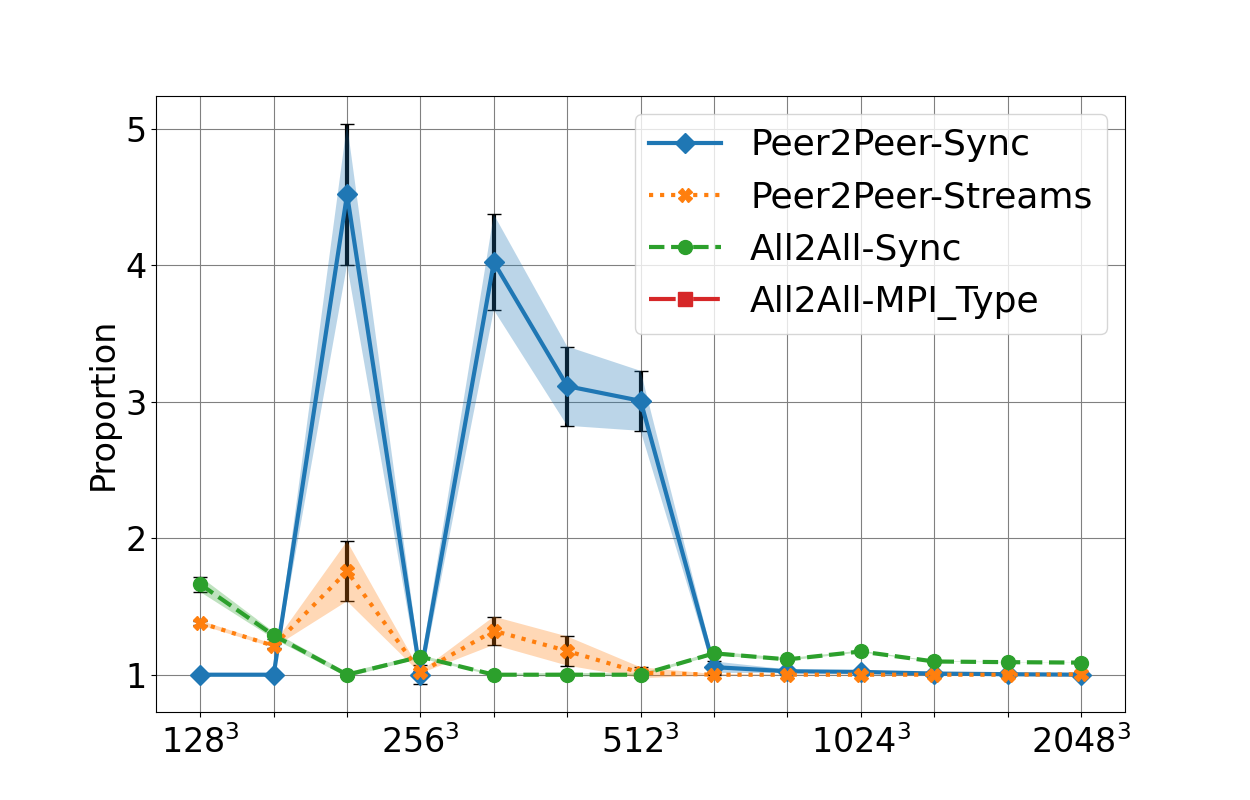 Proportion
5
4
3
2
1
128³
256³
512³
1024³
2048³
Peer2Peer-Sync
Peer2Peer-Streams
All2All-Sync
All2All-MPI_Type